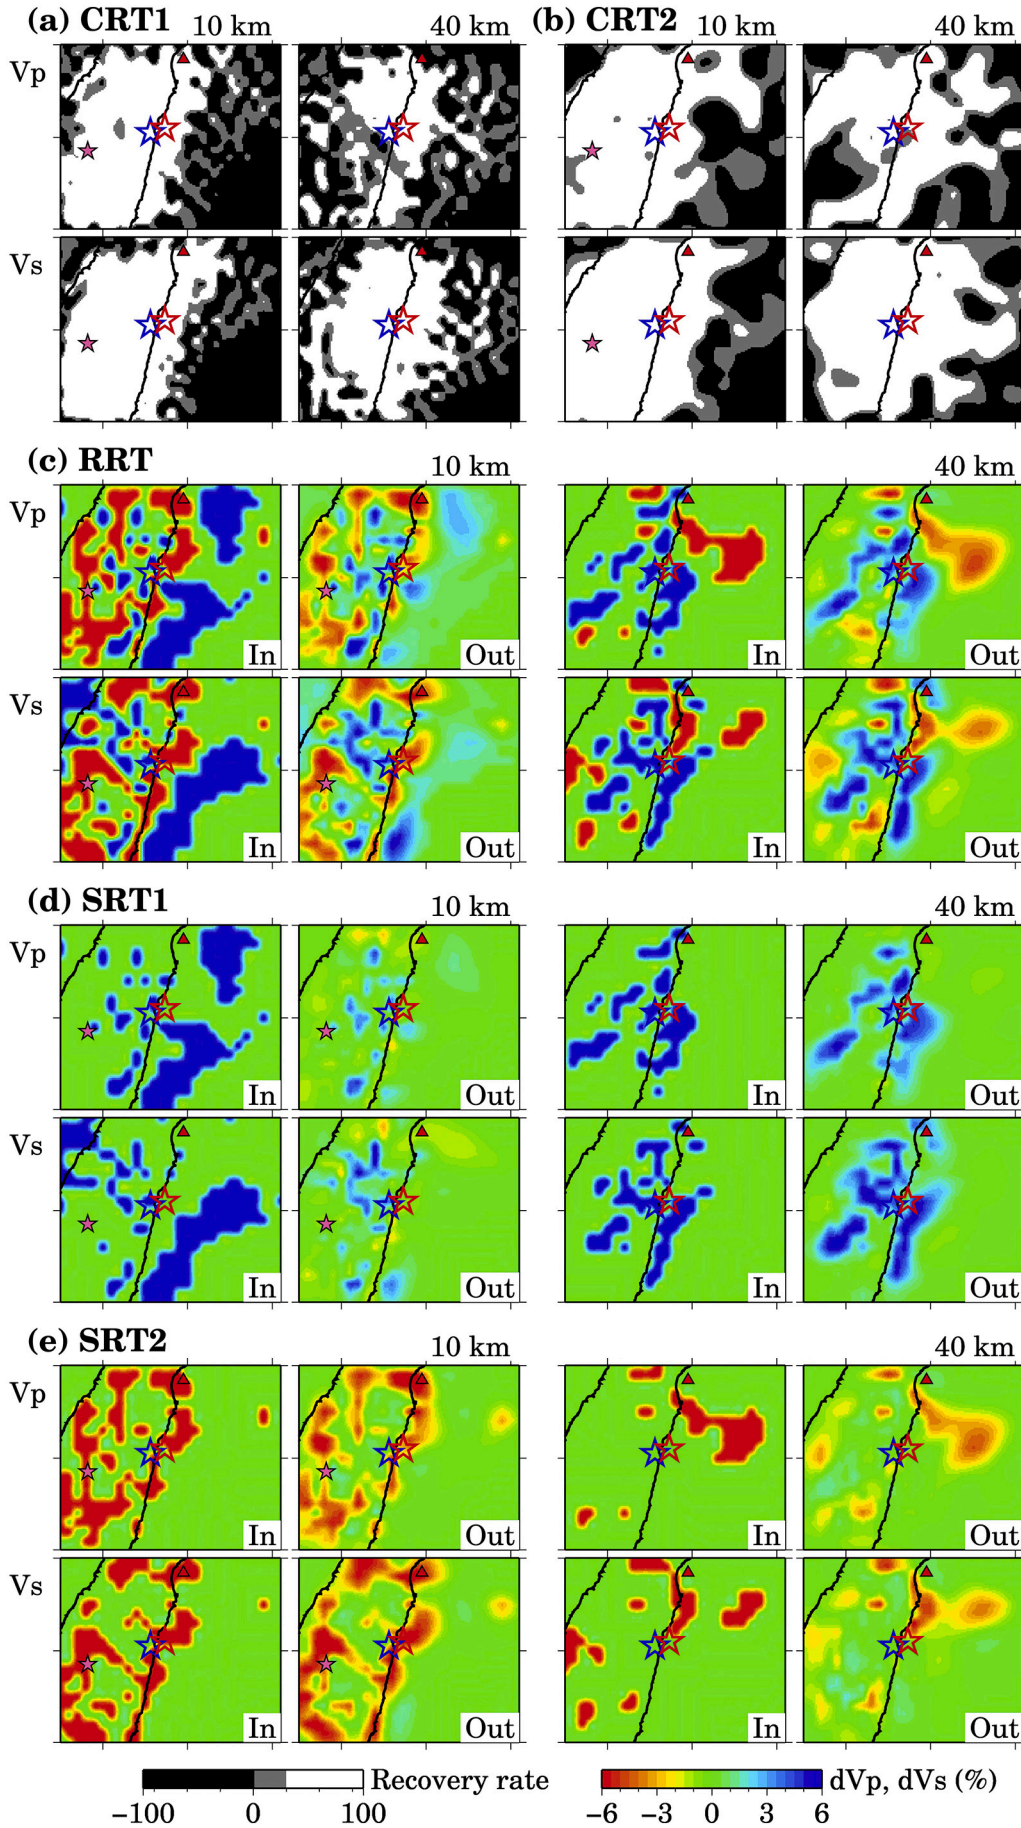 (a) CRT1 10 km 40 km (b) CRT2 10 km 40 km
Vp
Vs
(c) RRT 10 km 40 km
Vp
In Out In Out
Vs
In Out In Out
(d) SRT1 10 km 40 km
Vp
In Out In Out
Vs
In Out In Out
(e) SRT2 10 km 40 km
Vp
In Out In Out
Vs
In Out In Out
Recovery rate dVp, dVs (%)
−100 0 100 −6 −3 0 3 6